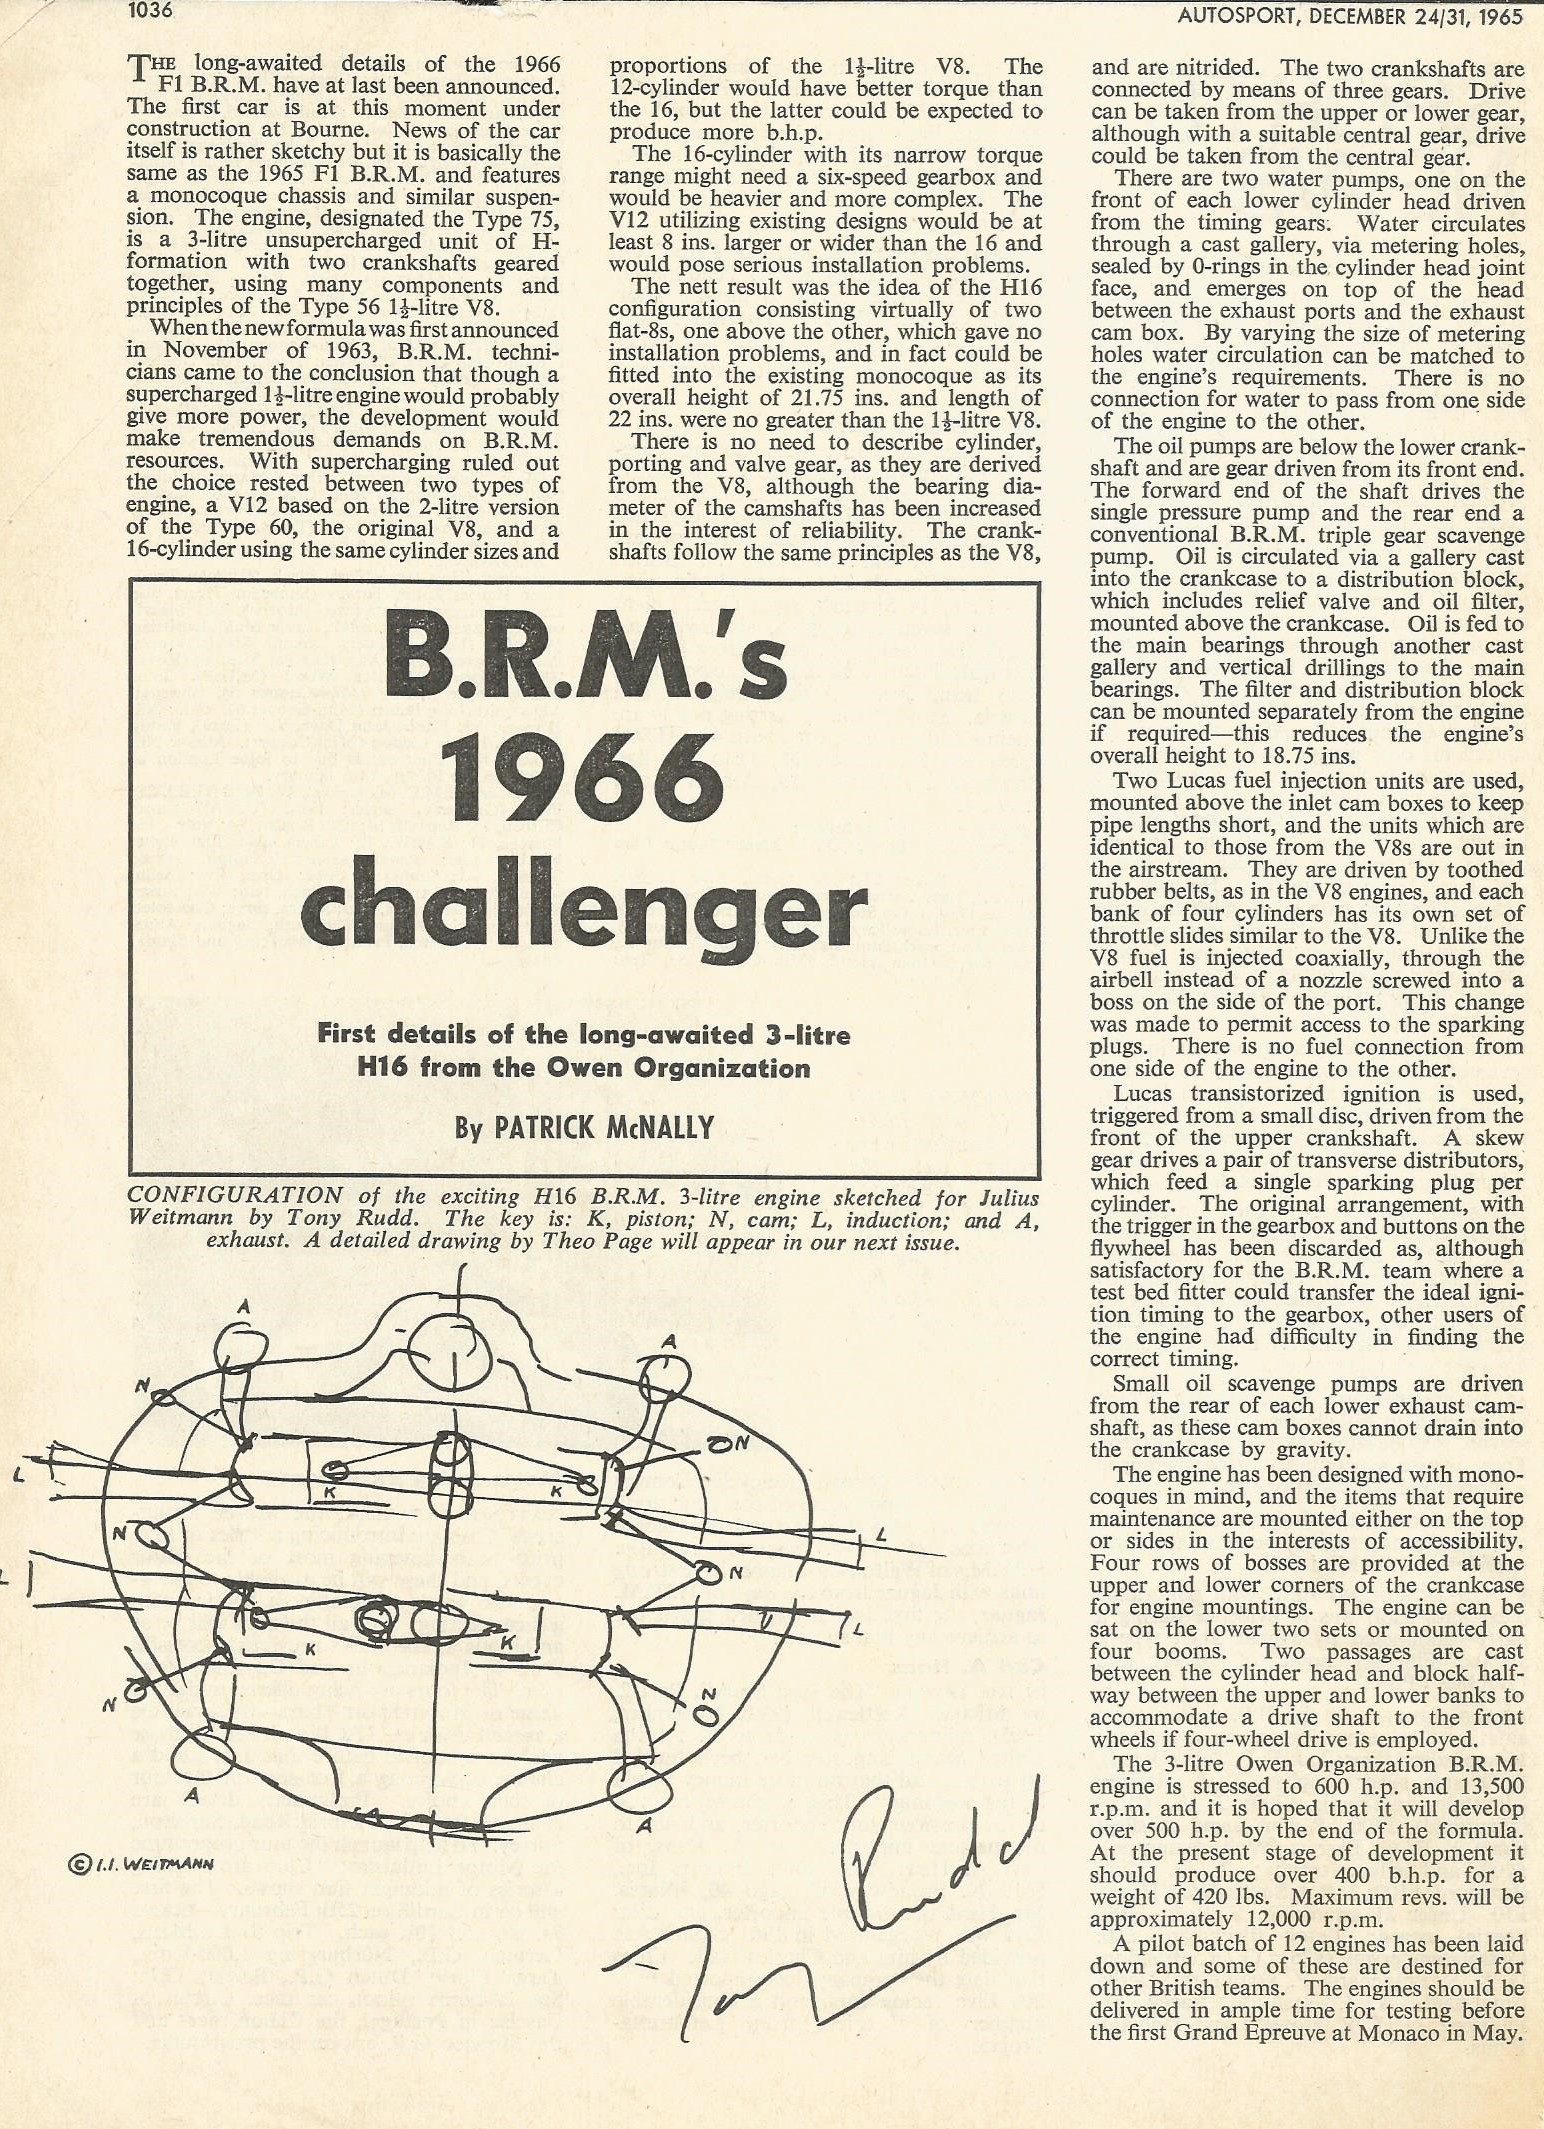 1036
AUTOSPORT, DECEMBER 24/31, 1965
THE long-awaited details of the 1966
F1 B.R.M. have at last been announced.
The first car is at this moment under
construction at Bourne. News of the car
itself is rather sketchy but it is basically the
same as the 1965 F1 B.R.M. and features
a monocoque chassis and similar suspen-
sion. The engine, designated the Type 75,
is a 3-litre unsupercharged unit of H-
formation with two crankshafts geared
together, using many components and
principles of the Type 56 1½-litre V8.
When the new formula was first announced
in November of 1963, B.R.M. techni-
cians came to the conclusion that though a
supercharged 1½-litre engine would probably
give more power, the development would
make tremendous demands on B.R.M.
resources. With supercharging ruled out
the choice rested between two types of
engine, a V12 based on the 2-litre version
of the Type 60, the original V8, and a
16-cylinder using the same cylinder sizes and
proportions of the 1½-litre V8. The
12-cylinder would have better torque than
the 16, but the latter could be expected to
produce more b.h.p.
The 16-cylinder with its narrow torque
range might need a six-speed gearbox and
would be heavier and more complex. The
V12 utilizing existing designs would be at
least 8 ins. larger or wider than the 16 and
would pose serious installation problems.
The nett result was the idea of the H16
configuration consisting virtually of two
flat-8s, one above the other, which gave no
installation problems, and in fact could be
fitted into the existing monocoque as its
overall height of 21.75 ins. and length of
22 ins. were no greater than the 1½-litre V8.
There is no need to describe cylinder,
porting and valve gear, as they are derived
from the V8, although the bearing dia-
meter of the camshafts has been increased
in the interest of reliability. The crank-
shafts follow the same principles as the V8,
B.R.M.'s
1966
challenger
First details of the long-awaited 3-litre
H16 from the Owen Organization
By PATRICK McNALLY
CONFIGURATION of the exciting H16 B.R.M. 3-litre engine sketched for Julius
Weitmann by Tony Rudd. The key is: K, piston; N, cam; L, induction; and A,
exhaust. A detailed drawing by Theo Page will appear in our next issue.
A
A
N
N
L
K
K
N
L
L
N
K
K
L
N
N
A
A
© I.I. WEITMANN
Tony Rudd
and are nitrided. The two crankshafts are
connected by means of three gears. Drive
can be taken from the upper or lower gear,
although with a suitable central gear, drive
could be taken from the central gear.
There are two water pumps, one on the
front of each lower cylinder head driven
from the timing gears. Water circulates
through a cast gallery, via metering holes,
sealed by 0-rings in the cylinder head joint
face, and emerges on top of the head
between the exhaust ports and the exhaust
cam box. By varying the size of metering
holes water circulation can be matched to
the engine's requirements. There is no
connection for water to pass from one side
of the engine to the other.
The oil pumps are below the lower crank-
shaft and are gear driven from its front end.
The forward end of the shaft drives the
single pressure pump and the rear end a
conventional B.R.M. triple gear scavenge
pump. Oil is circulated via a gallery cast
into the crankcase to a distribution block,
which includes relief valve and oil filter,
mounted above the crankcase. Oil is fed to
the main bearings through another cast
gallery and vertical drillings to the main
bearings. The filter and distribution block
can be mounted separately from the engine
if required—this reduces the engine's
overall height to 18.75 ins.
Two Lucas fuel injection units are used,
mounted above the inlet cam boxes to keep
pipe lengths short, and the units which are
identical to those from the V8s are out in
the airstream. They are driven by toothed
rubber belts, as in the V8 engines, and each
bank of four cylinders has its own set of
throttle slides similar to the V8. Unlike the
V8 fuel is injected coaxially, through the
airbell instead of a nozzle screwed into a
boss on the side of the port. This change
was made to permit access to the sparking
plugs. There is no fuel connection from
one side of the engine to the other.
Lucas transistorized ignition is used,
triggered from a small disc, driven from the
front of the upper crankshaft. A skew
gear drives a pair of transverse distributors,
which feed a single sparking plug per
cylinder. The original arrangement, with
the trigger in the gearbox and buttons on the
flywheel has been discarded as, although
satisfactory for the B.R.M. team where a
test bed fitter could transfer the ideal igni-
tion timing to the gearbox, other users of
the engine had difficulty in finding the
correct timing.
Small oil scavenge pumps are driven
from the rear of each lower exhaust cam-
shaft, as these cam boxes cannot drain into
the crankcase by gravity.
The engine has been designed with mono-
coques in mind, and the items that require
maintenance are mounted either on the top
or sides in the interests of accessibility.
Four rows of bosses are provided at the
upper and lower corners of the crankcase
for engine mountings. The engine can be
sat on the lower two sets or mounted on
four booms. Two passages are cast
between the cylinder head and block half-
way between the upper and lower banks to
accommodate a drive shaft to the front
wheels if four-wheel drive is employed.
The 3-litre Owen Organization B.R.M.
engine is stressed to 600 h.p. and 13,500
r.p.m. and it is hoped that it will develop
over 500 h.p. by the end of the formula.
At the present stage of development it
should produce over 400 b.h.p. for a
weight of 420 lbs. Maximum revs. will be
approximately 12,000 r.p.m.
A pilot batch of 12 engines has been laid
down and some of these are destined for
other British teams. The engines should be
delivered in ample time for testing before
the first Grand Epreuve at Monaco in May.